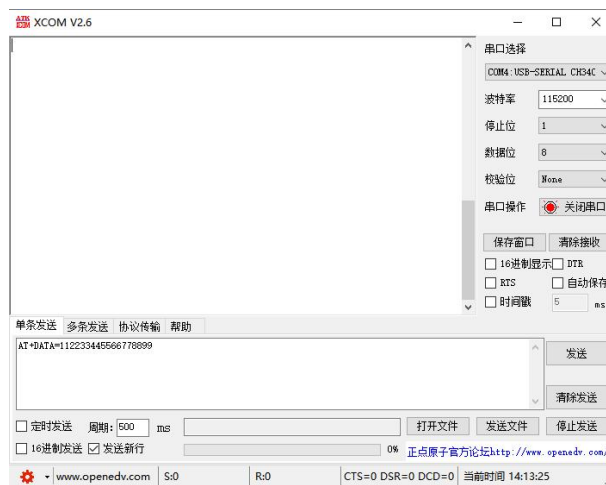 XCOM V2.6
串口选择
COM4:USB-SERIAL CH34C
波特率 115200
停止位 1
数据位 8
校验位 None
串口操作 关闭串口
保存窗口 清除接收
16进制显示 DTR
RTS 自动保存
时间戳 5 ms
单条发送 多条发送 协议传输 帮助
AT+DATA=112233445566778899
发送
清除发送
定时发送 周期: 500 ms 打开文件 发送文件 停止发送
16进制发送 发送新行 0% 正点原子官方论坛http://www.openedv.com/
www.openedv.com S:0 R:0 CTS=0 DSR=0 DCD=0 当前时间 14:13:25